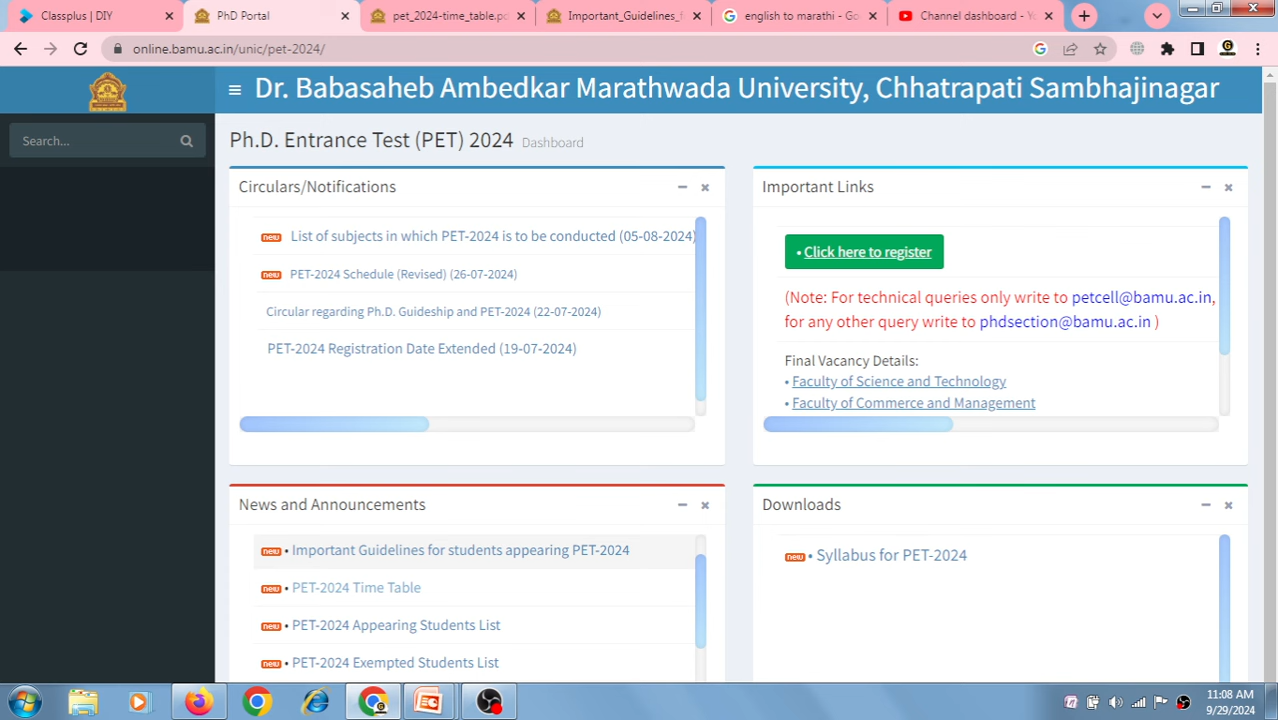 Classplus | DIY
PhD Portal
pet_2024-time_table.pd
Important_Guidelines_f
english to marathi - Go
Channel dashboard - Yo
online.bamu.ac.in/unic/pet-2024/
Dr. Babasaheb Ambedkar Marathwada University, Chhatrapati Sambhajinagar
Search...
Ph.D. Entrance Test (PET) 2024 Dashboard
Circulars/Notifications
new List of subjects in which PET-2024 is to be conducted (05-08-2024)
new PET-2024 Schedule (Revised) (26-07-2024)
Circular regarding Ph.D. Guideship and PET-2024 (22-07-2024)
PET-2024 Registration Date Extended (19-07-2024)
Important Links
• Click here to register
(Note: For technical queries only write to petcell@bamu.ac.in,
for any other query write to phdsection@bamu.ac.in )
Final Vacancy Details:
• Faculty of Science and Technology
• Faculty of Commerce and Management
News and Announcements
new • Important Guidelines for students appearing PET-2024
new • PET-2024 Time Table
new • PET-2024 Appearing Students List
new • PET-2024 Exempted Students List
Downloads
new • Syllabus for PET-2024
11:08 AM
9/29/2024